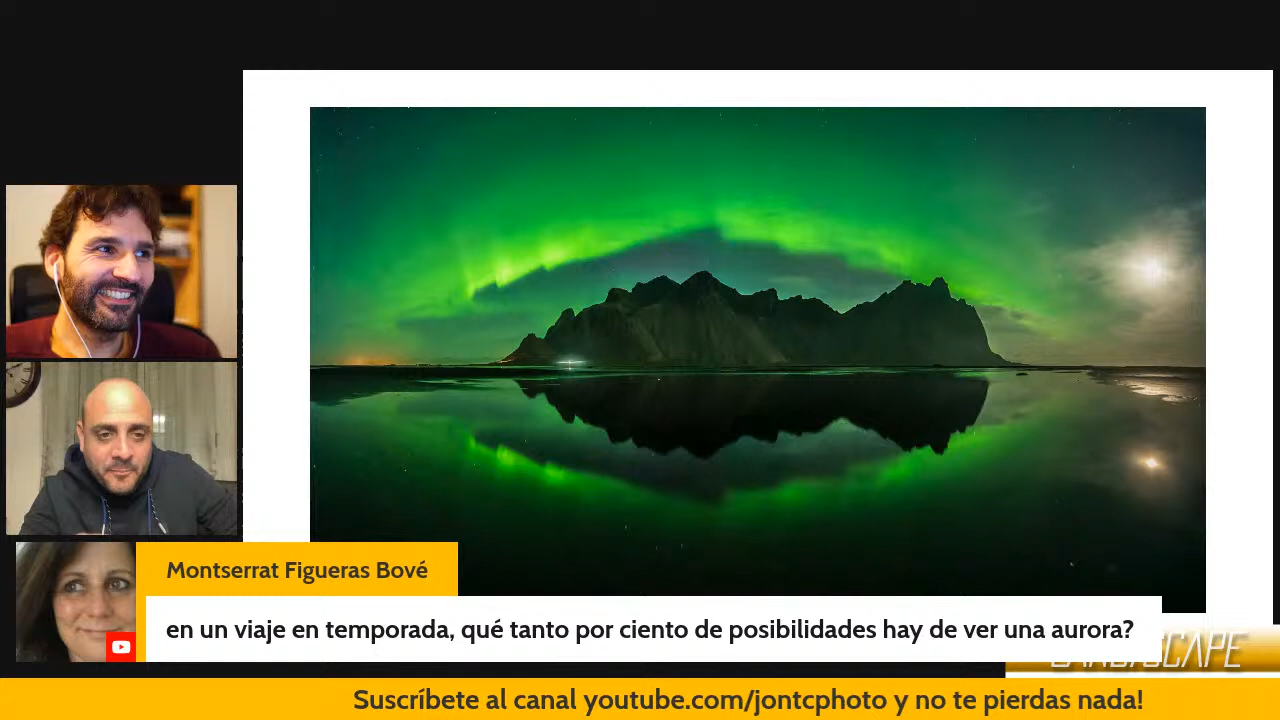 Montserrat Figueras Bové
en un viaje en temporada, qué tanto por ciento de posibilidades hay de ver una aurora?
Suscríbete al canal youtube.com/jontcphoto y no te pierdas nada!